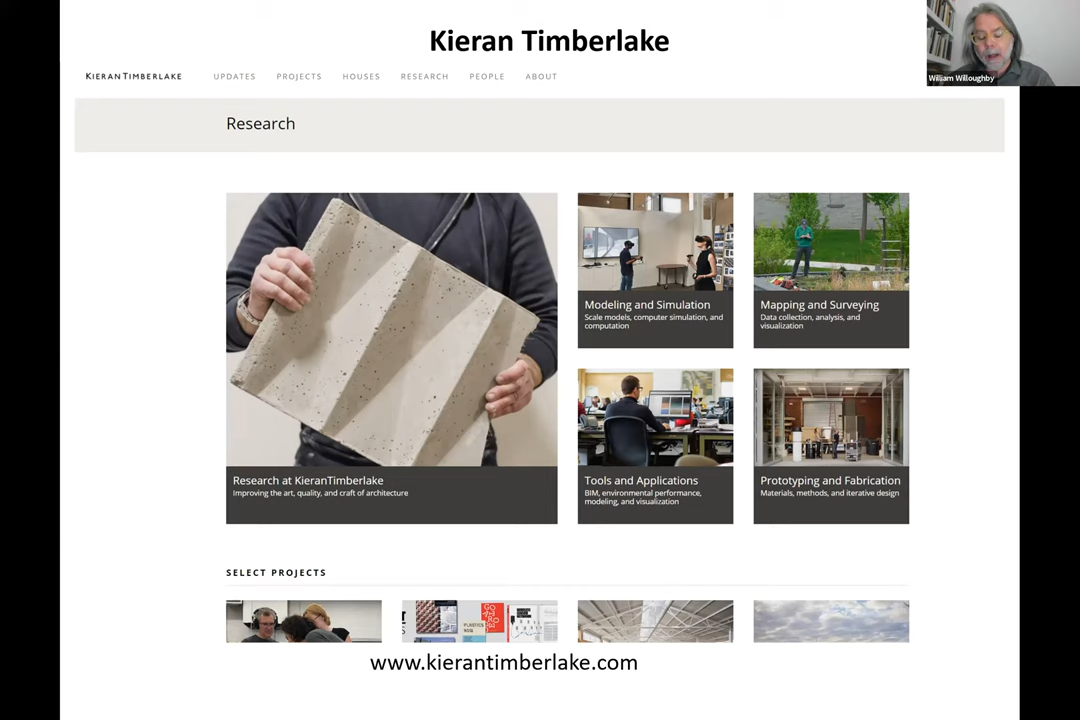 Kieran Timberlake
William Willoughby
KIERANTIMBERLAKE UPDATES PROJECTS HOUSES RESEARCH PEOPLE ABOUT
Research
Modeling and Simulation
Scale models, computer simulation, and
computation
Mapping and Surveying
Data collection, analysis, and
visualization
Research at KieranTimberlake
Improving the art, quality, and craft of architecture
Tools and Applications
BIM, environmental performance,
modeling, and visualization
Prototyping and Fabrication
Materials, methods, and iterative design
SELECT PROJECTS
www.kierantimberlake.com